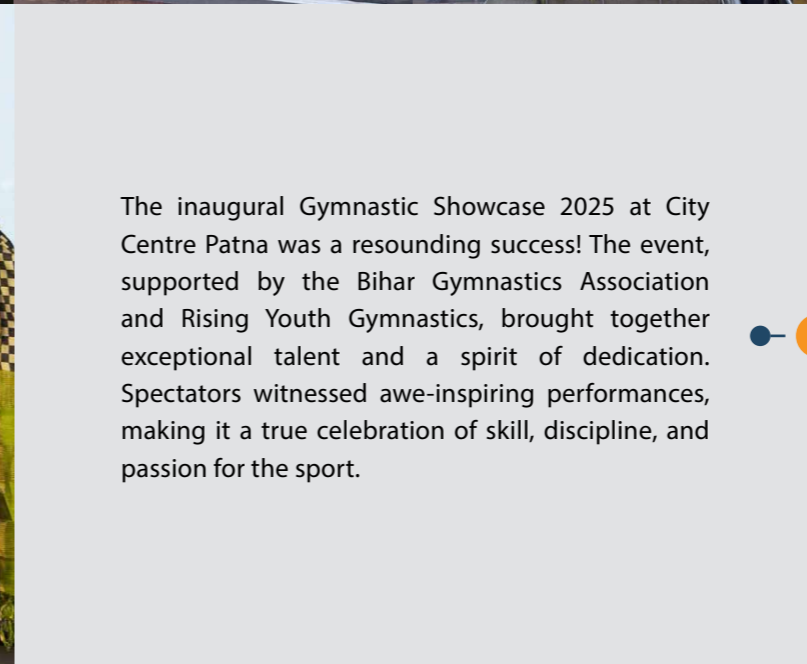 The inaugural Gymnastic Showcase 2025 at City
Centre Patna was a resounding success! The event,
supported by the Bihar Gymnastics Association
and Rising Youth Gymnastics, brought together
exceptional talent and a spirit of dedication.
Spectators witnessed awe-inspiring performances,
making it a true celebration of skill, discipline, and
passion for the sport.